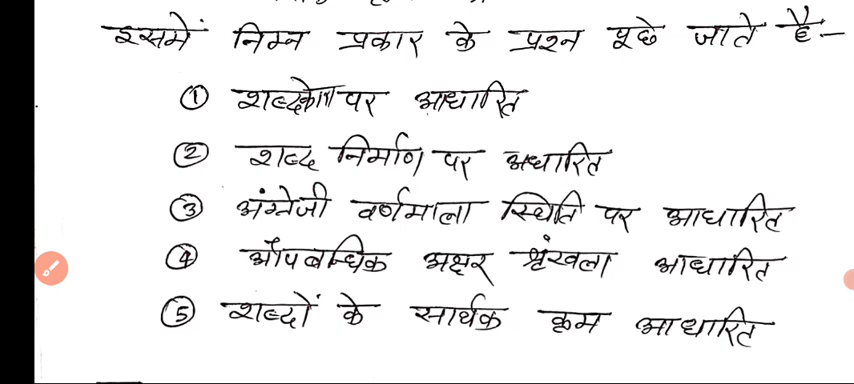 इसमें निम्न प्रकार के प्रश्न पूछे जाते है:-
① शब्दकोश पर आधारित
② शब्द निर्माण पर अधारित
③ अंग्रेजी वर्णमाला स्थिति पर आधारित
④ औपबन्धिक अक्षर श्रृंखला आधारित
⑤ शब्दों के सार्थक क्रम आधारित